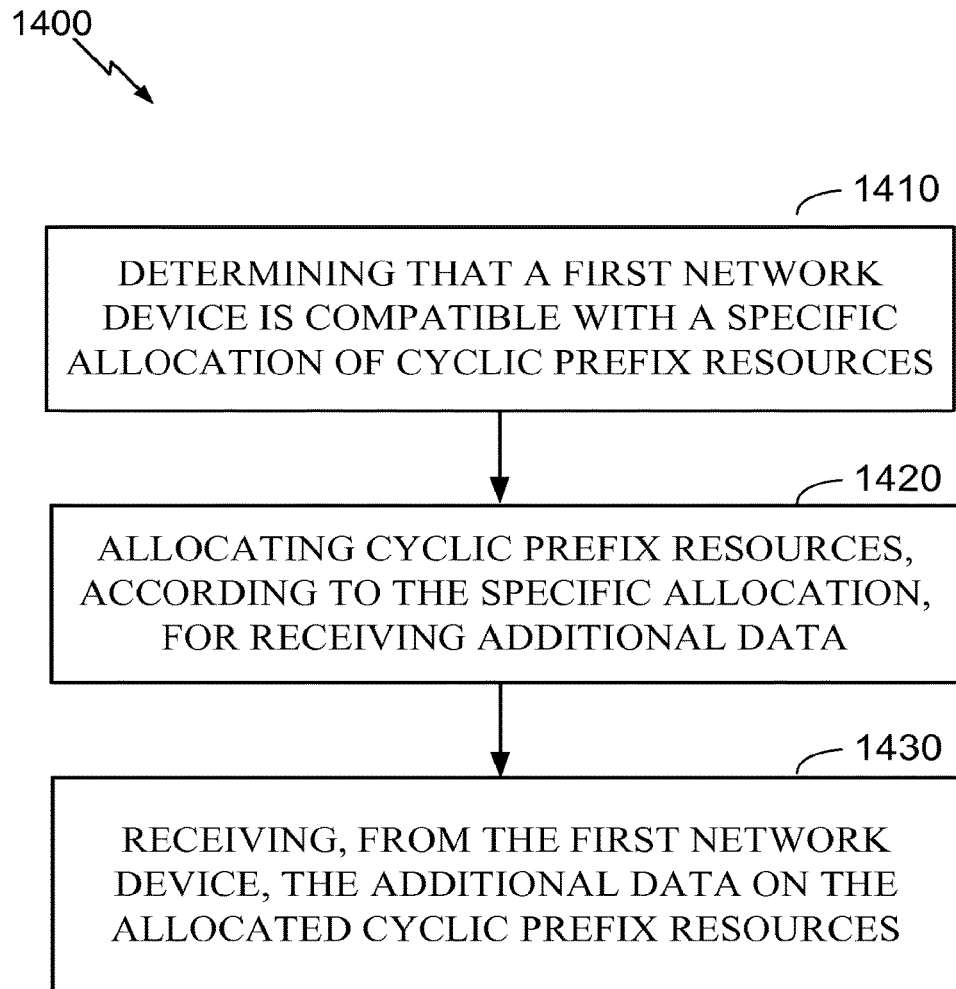 1400
1410
DETERMINING THAT A FIRST NETWORK
DEVICE IS COMPATIBLE WITH A SPECIFIC
ALLOCATION OF CYCLIC PREFIX RESOURCES
1420
ALLOCATING CYCLIC PREFIX RESOURCES,
ACCORDING TO THE SPECIFIC ALLOCATION,
FOR RECEIVING ADDITIONAL DATA
1430
RECEIVING, FROM THE FIRST NETWORK
DEVICE, THE ADDITIONAL DATA ON THE
ALLOCATED CYCLIC PREFIX RESOURCES